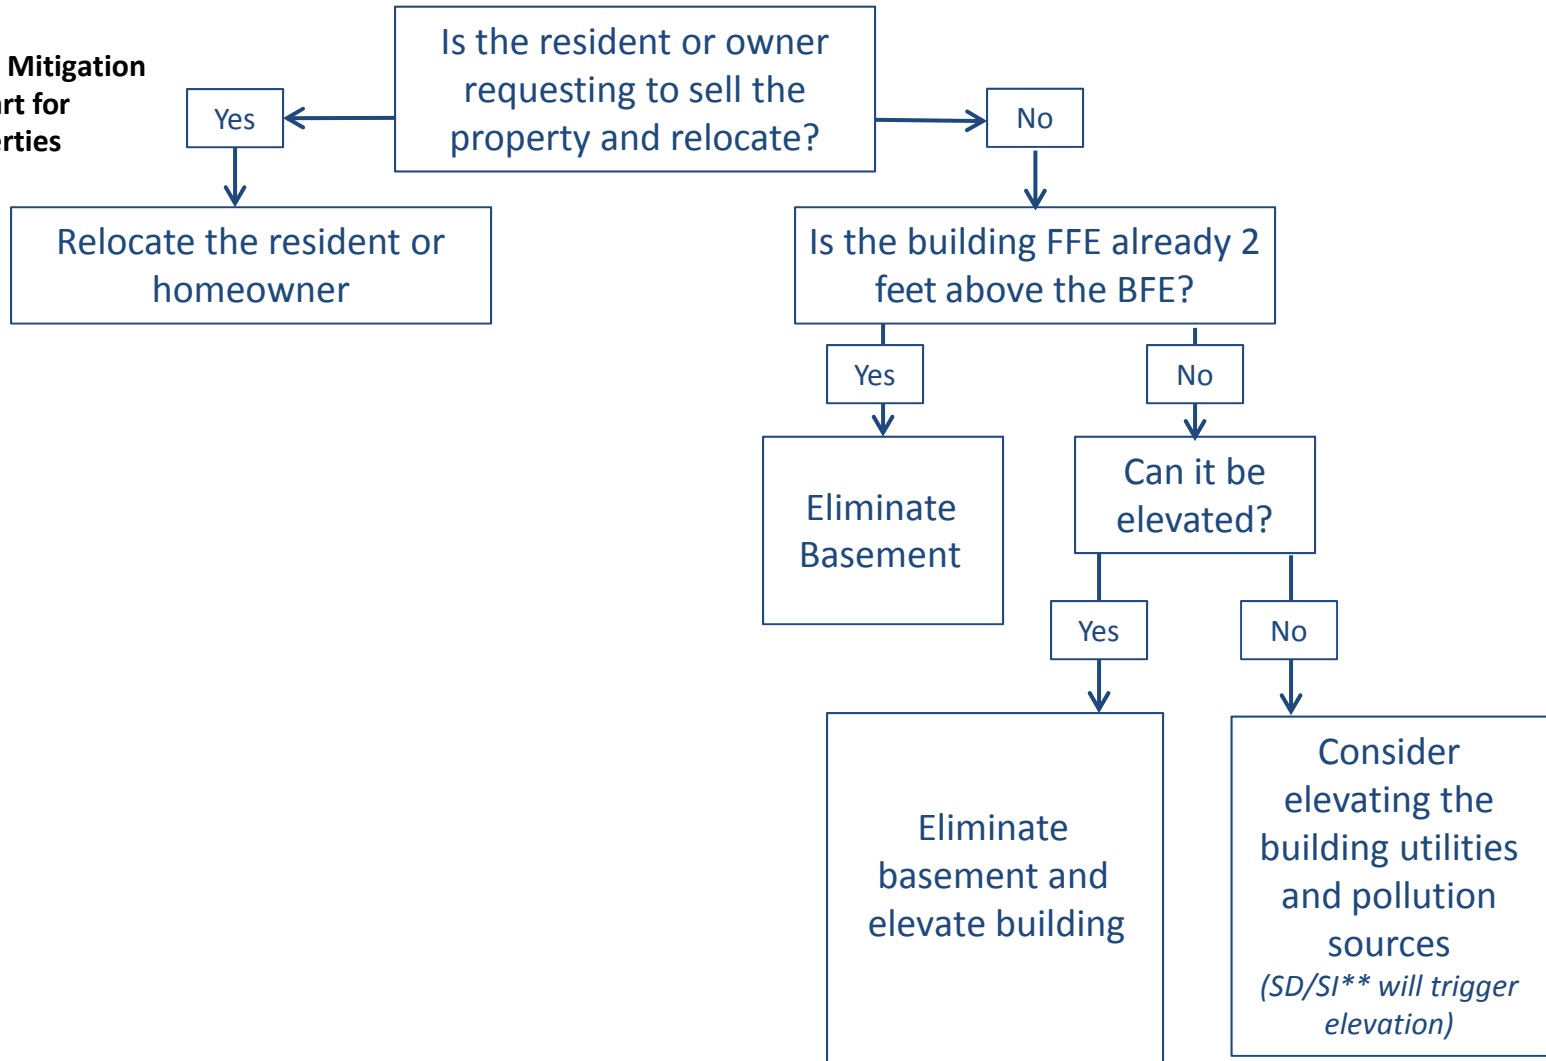 Mitigation
art for
erties
Is the resident or owner
requesting to sell the
property and relocate?
Yes
No
Relocate the resident or
homeowner
Is the building FFE already 2
feet above the BFE?
Yes
No
Eliminate
Basement
Can it be
elevated?
Yes
No
Eliminate
basement and
elevate building
Consider
elevating the
building utilities
and pollution
sources
(SD/SI** will trigger
elevation)